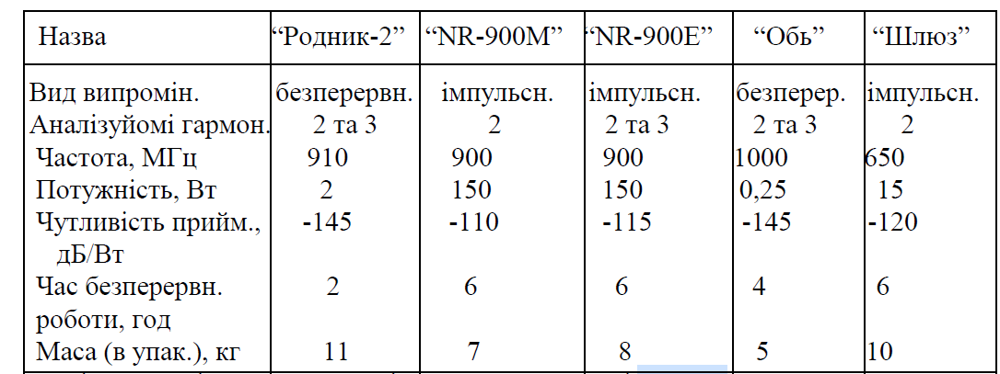 Назва “Родник-2” “NR-900M” “NR-900E” “Обь” “Шлюз”
Вид випромін. безперервн. імпульсн. імпульсн. безперер. імпульсн.
Аналізуйомі гармон. 2 та 3 2 2 та 3 2 та 3 2
Частота, МГц 910 900 900 1000 650
Потужність, Вт 2 150 150 0,25 15
Чутливість прийм., -145 -110 -115 -145 -120
дБ/Вт
Час безперервн. 2 6 6 4 6
роботи, год
Маса (в упак.), кг 11 7 8 5 10